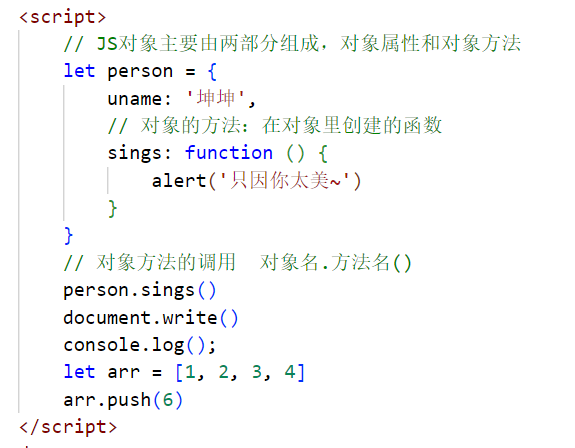 <script>
// JS对象主要由两部分组成，对象属性和对象方法
let person = {
uname: '坤坤',
// 对象的方法：在对象里创建的函数
sings: function () {
alert('只因你太美~')
}
}
// 对象方法的调用  对象名.方法名()
person.sings()
document.write()
console.log();
let arr = [1, 2, 3, 4]
arr.push(6)
</script>